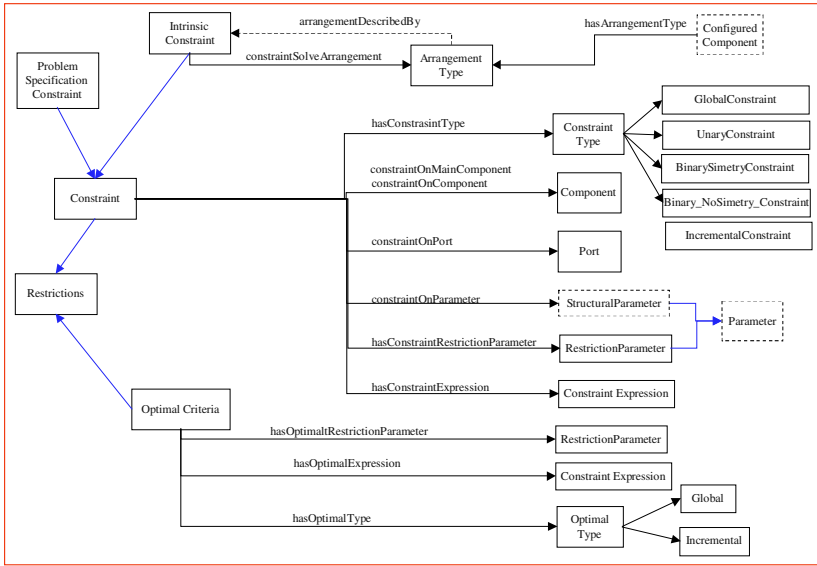 Intrinsic
Constraint
arrangementDescribedBy
hasArrangementType
Configured
Component
constraintSolveArrangement
Arrangement
Type
Problem
Specification
Constraint
hasConstrasintType
Constraint
Type
GlobalConstraint
UnaryConstraint
BinarySimetryConstraint
Binary_NoSimetry_Constraint
IncrementalConstraint
Constraint
constraintOnMainComponent
constraintOnComponent
Component
constraintOnPort
Port
Restrictions
constraintOnParameter
StructuralParameter
Parameter
hasConstraintRestrictionParameter
RestrictionParameter
hasConstraintExpression
Constraint Expression
Optimal Criteria
hasOptimaltRestrictionParameter
RestrictionParameter
hasOptimalExpression
Constraint Expression
hasOptimalType
Optimal
Type
Global
Incremental